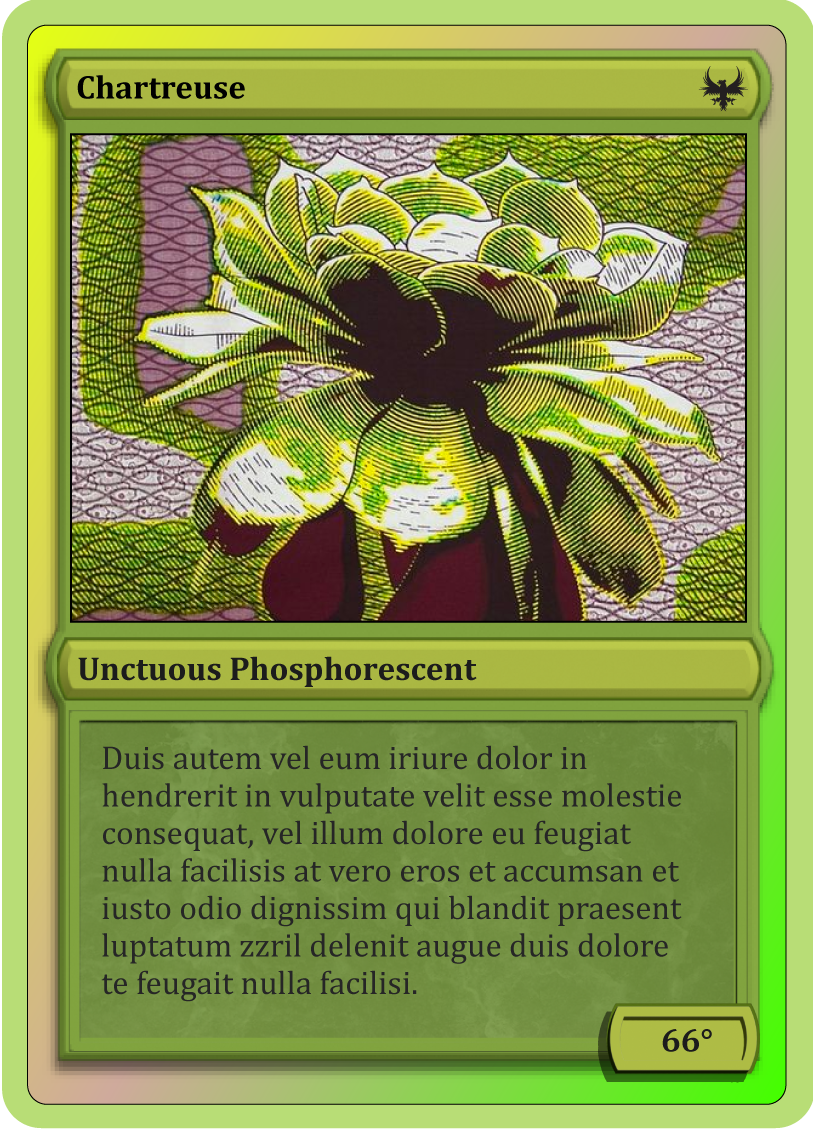 Chartreuse
Unctuous Phosphorescent
Duis autem vel eum iriure dolor in
hendrerit in vulputate velit esse molestie
consequat, vel illum dolore eu feugiat
nulla facilisis at vero eros et accumsan et
iusto odio dignissim qui blandit praesent
luptatum zzril delenit augue duis dolore
te feugait nulla facilisi.
66°